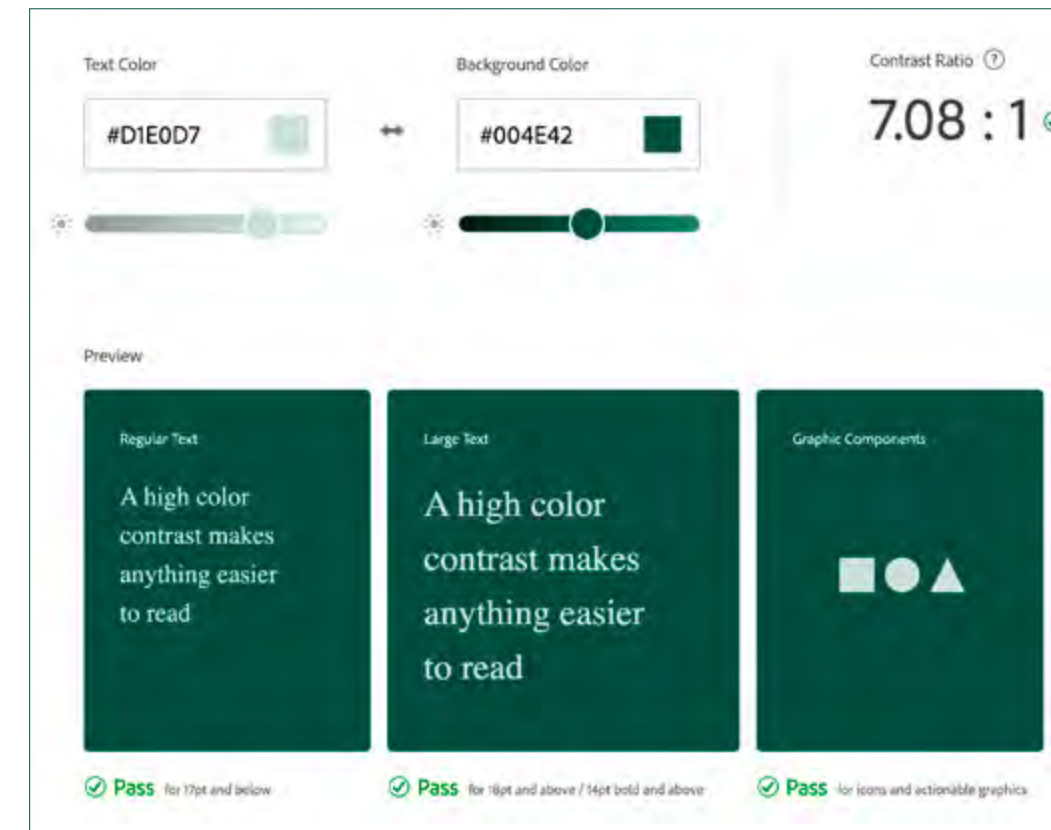 Text Color
Background Color
Contrast Ratio ?
#D1E0D7
#004E42
7.08 : 1
Preview
Regular Text
A high color
contrast makes
anything easier
to read
Large Text
A high color
contrast makes
anything easier
to read
Graphic Components
Pass for 17pt and below
Pass for 18pt and above / 14pt bold and above
Pass for icons and actionable graphics